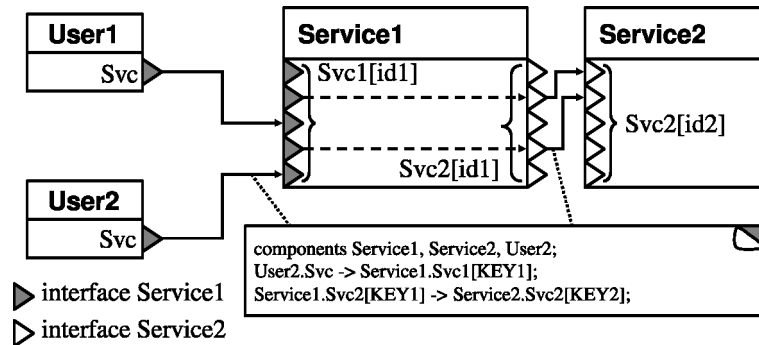 User1
Svc
Service1
Svc1[id1]
Svc2[id1]
Service2
Svc2[id2]
User2
Svc
components Service1, Service2, User2;
User2.Svc -> Service1.Svc1[KEY1];
Service1.Svc2[KEY1] -> Service2.Svc2[KEY2];
interface Service1
interface Service2